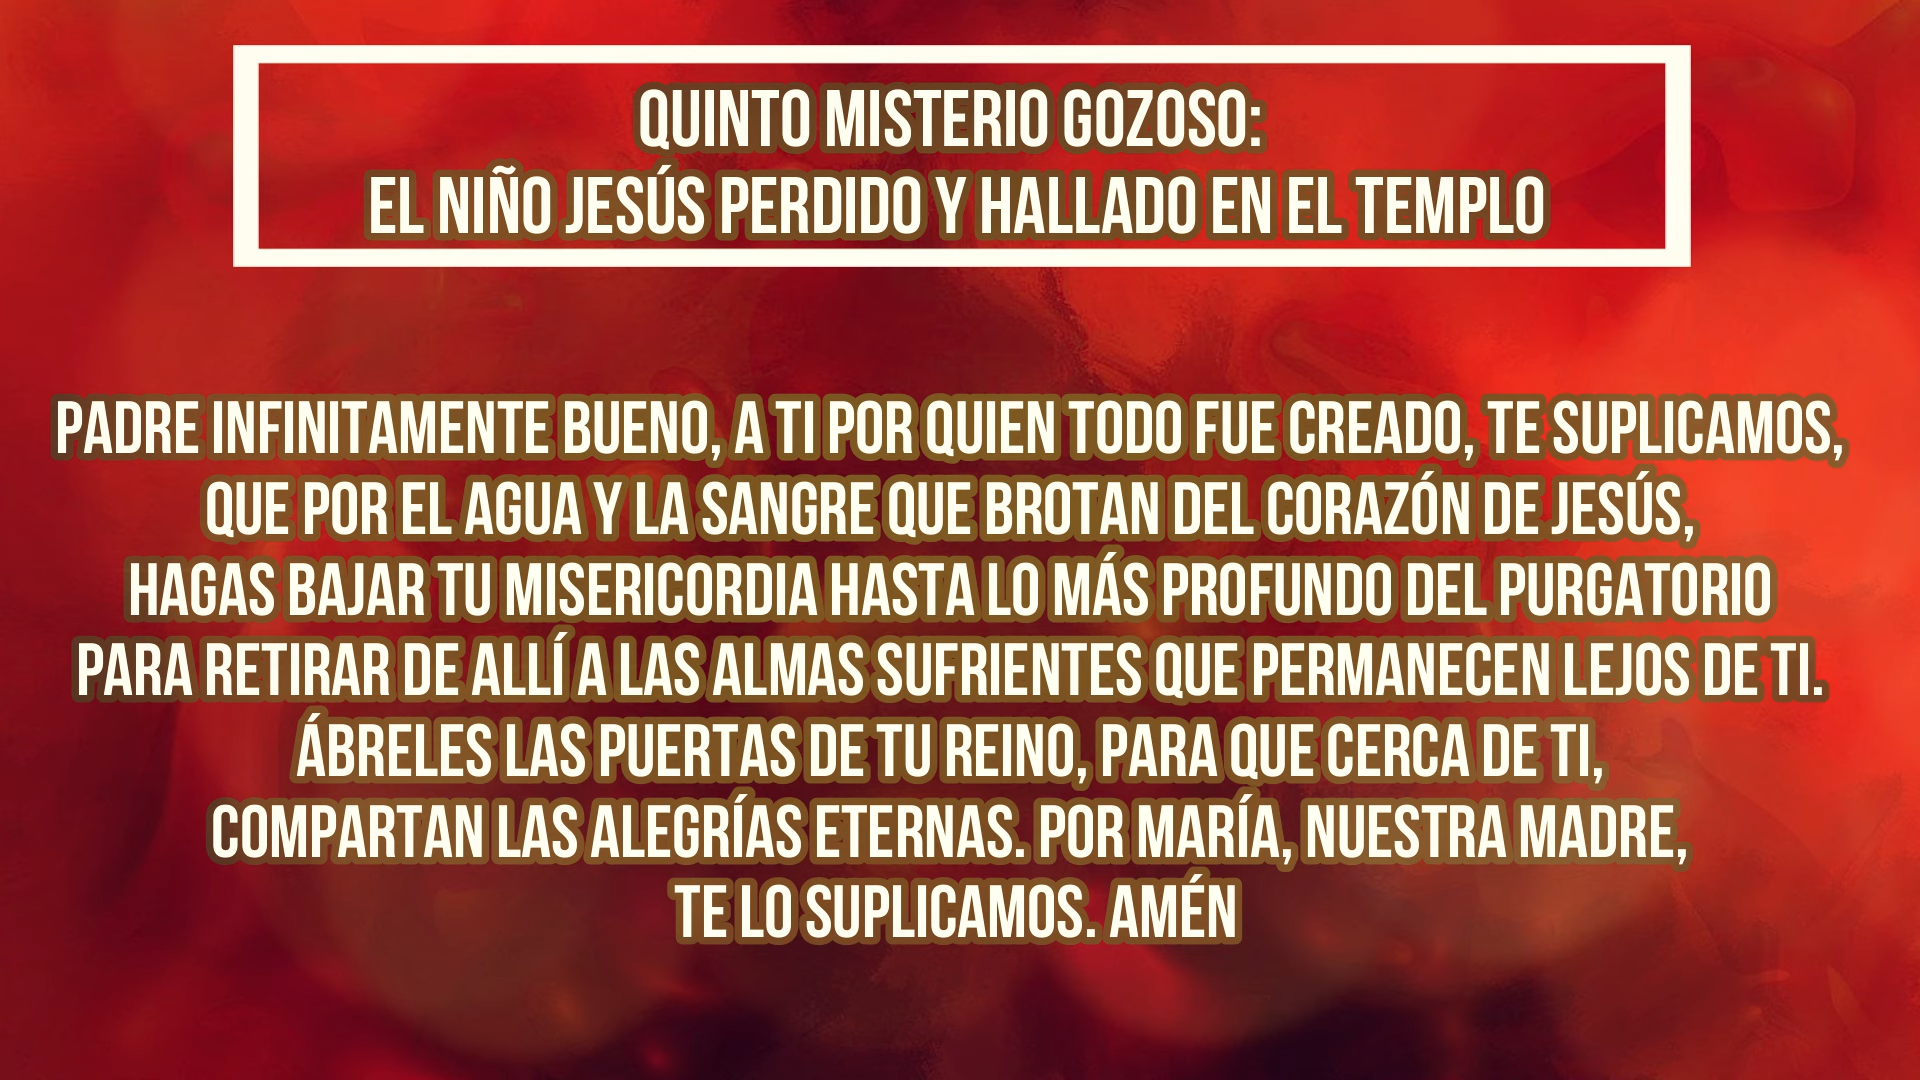 QUINTO MISTERIO GOZOSO:
EL NIÑO JESÚS PERDIDO Y HALLADO EN EL TEMPLO
PADRE INFINITAMENTE BUENO, A TI POR QUIEN TODO FUE CREADO, TE SUPLICAMOS,
QUE POR EL AGUA Y LA SANGRE QUE BROTAN DEL CORAZÓN DE JESÚS,
HAGAS BAJAR TU MISERICORDIA HASTA LO MÁS PROFUNDO DEL PURGATORIO
PARA RETIRAR DE ALLÍ A LAS ALMAS SUFRIENTES QUE PERMANECEN LEJOS DE TI.
ÁBRELES LAS PUERTAS DE TU REINO, PARA QUE CERCA DE TI,
COMPARTAN LAS ALEGRÍAS ETERNAS. POR MARÍA, NUESTRA MADRE,
TE LO SUPLICAMOS. AMÉN